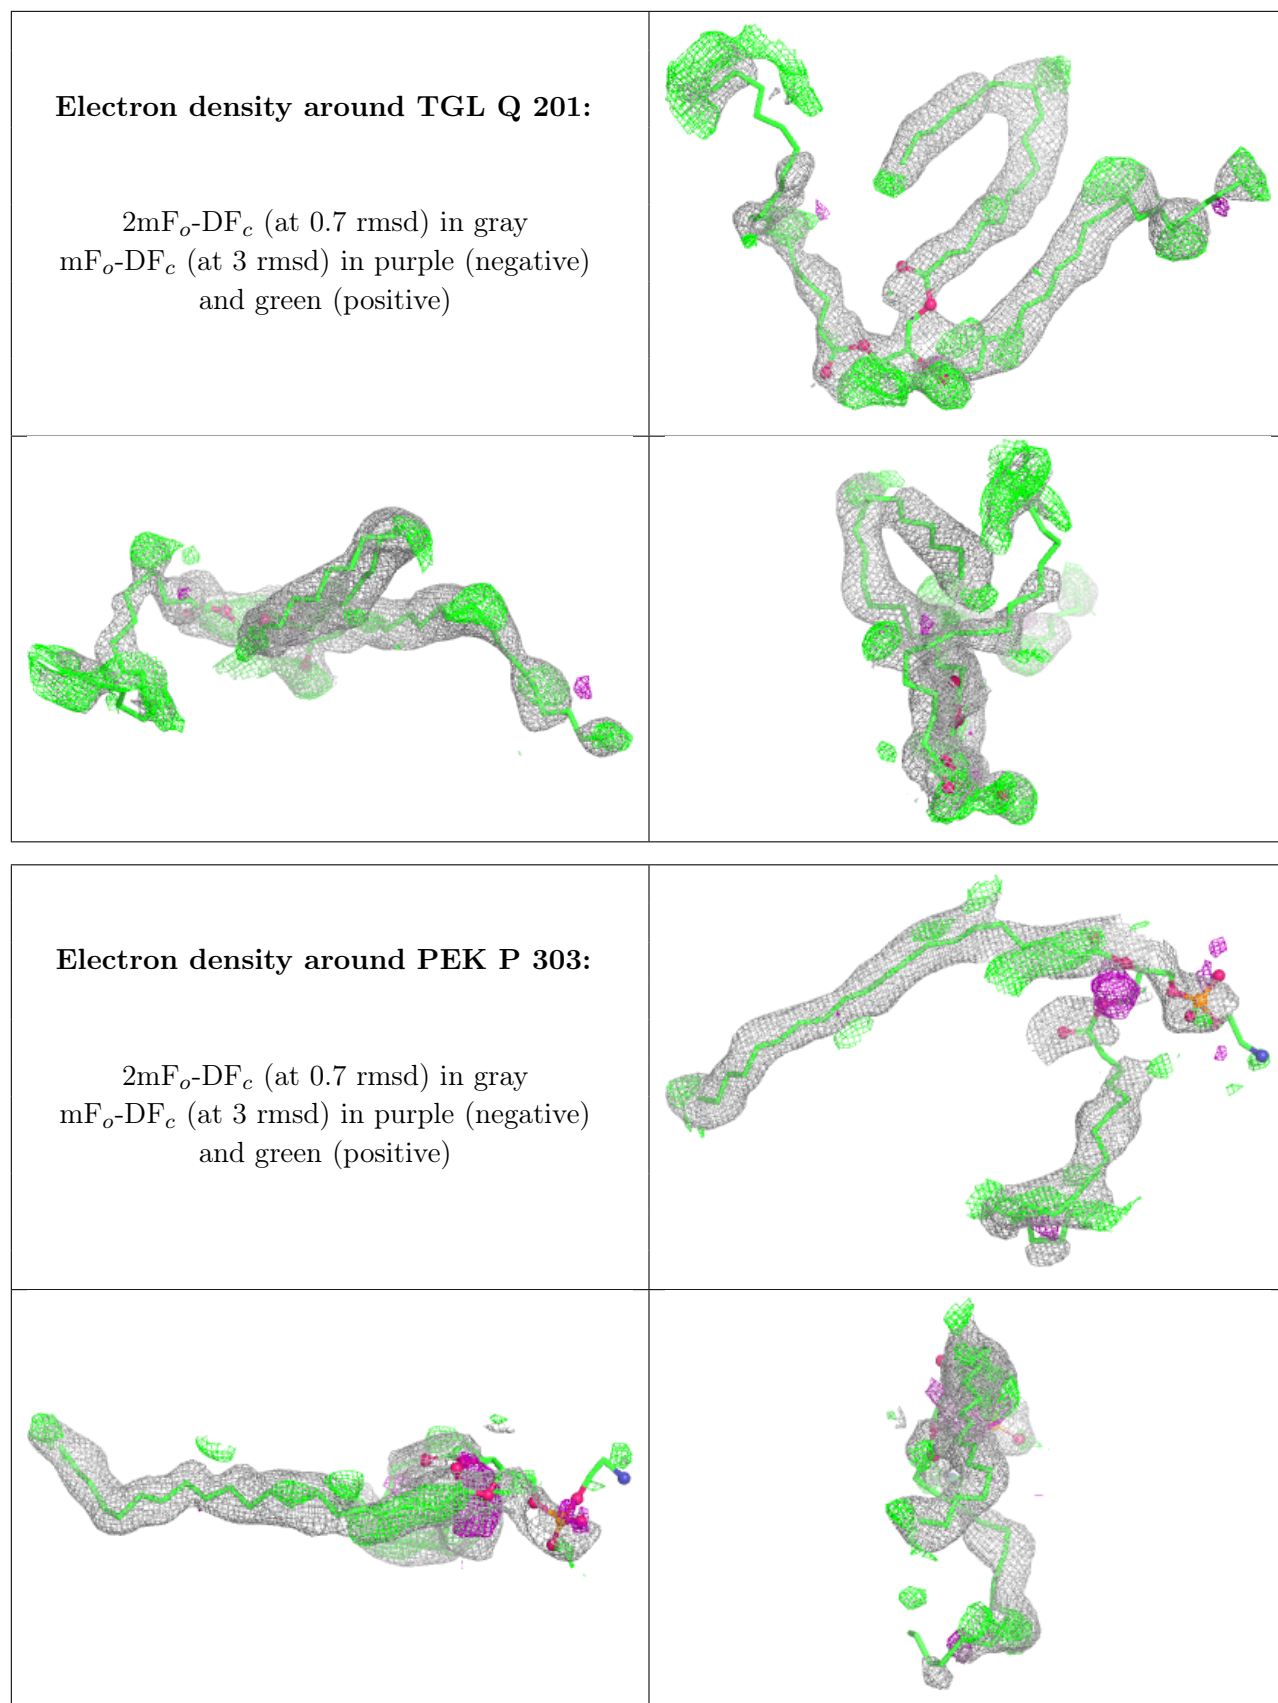 Electron density around TGL Q 201:
2mFo-DFc (at 0.7 rmsd) in gray
mFo-DFc (at 3 rmsd) in purple (negative)
and green (positive)
Electron density around PEK P 303:
2mFo-DFc (at 0.7 rmsd) in gray
mFo-DFc (at 3 rmsd) in purple (negative)
and green (positive)